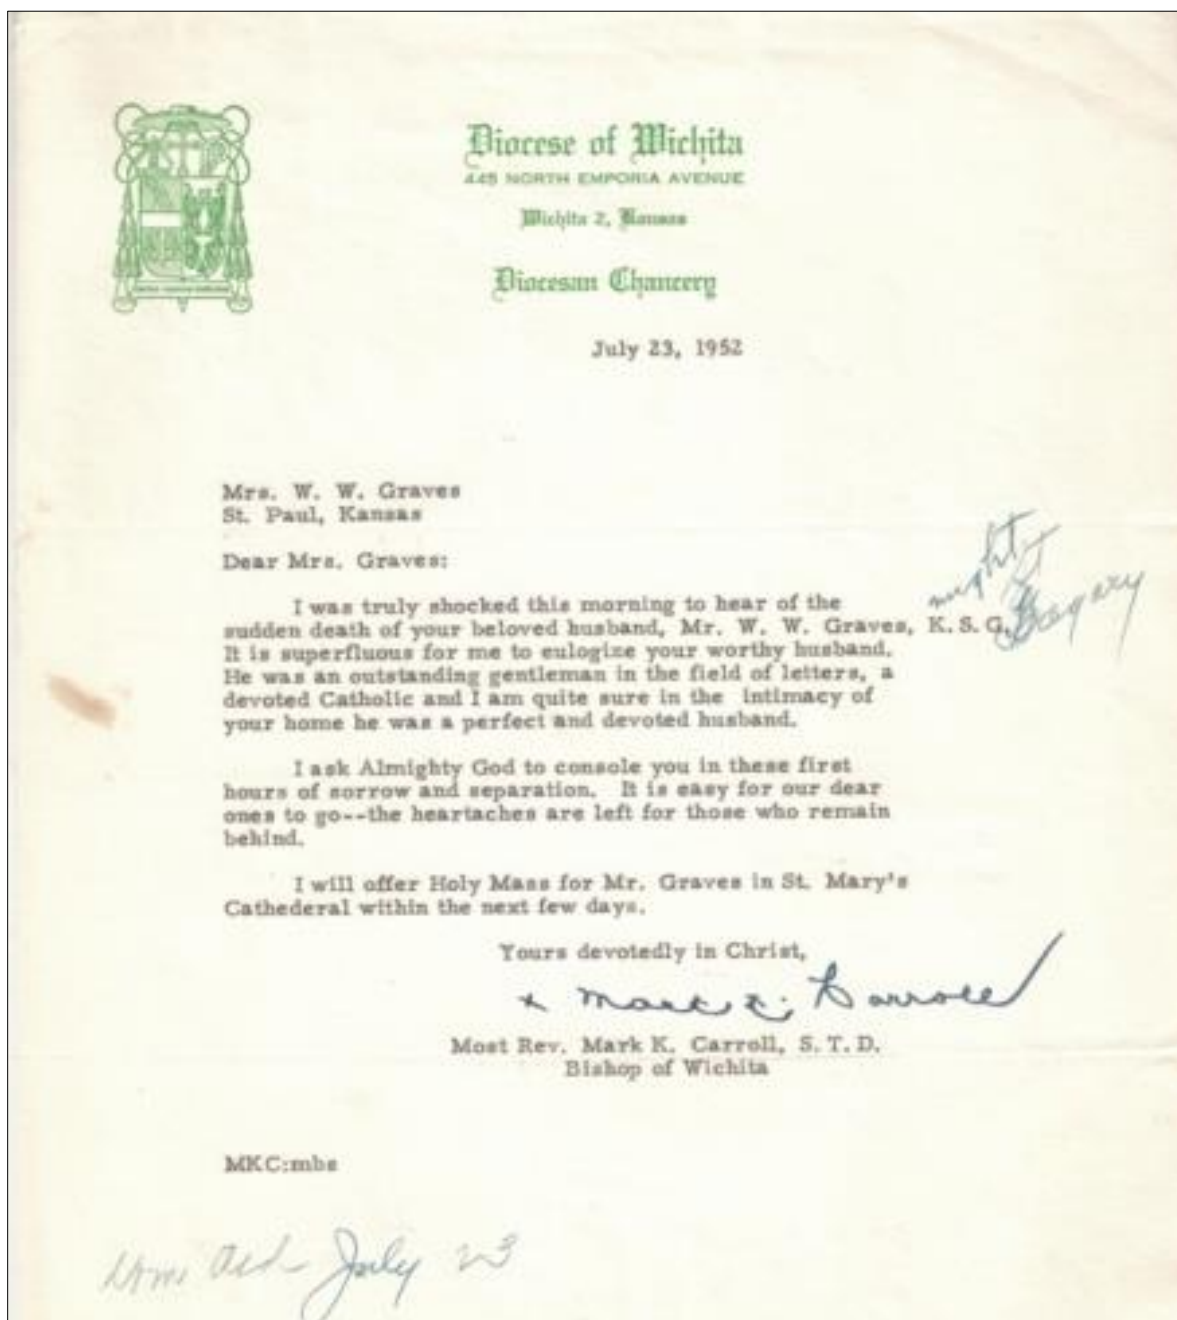 Diocese of Wichita
445 NORTH EMPORIA AVENUE
Wichita 2, Kansas
Diocesan Chancery
July 23, 1952
Mrs. W. W. Graves
St. Paul, Kansas
Dear Mrs. Graves:
I was truly shocked this morning to hear of the
sudden death of your beloved husband, Mr. W. W. Graves, K. S. G.
It is superfluous for me to eulogize your worthy husband.
He was an outstanding gentleman in the field of letters, a
devoted Catholic and I am quite sure in the intimacy of
your home he was a perfect and devoted husband.
I ask Almighty God to console you in these first
hours of sorrow and separation. It is easy for our dear
ones to go--the heartaches are left for those who remain
behind.
I will offer Holy Mass for Mr. Graves in St. Mary's
Cathederal within the next few days.
Yours devotedly in Christ,
Mark K. Carroll
Most Rev. Mark K. Carroll, S. T. D.
Bishop of Wichita
MKC:mbs
July 23